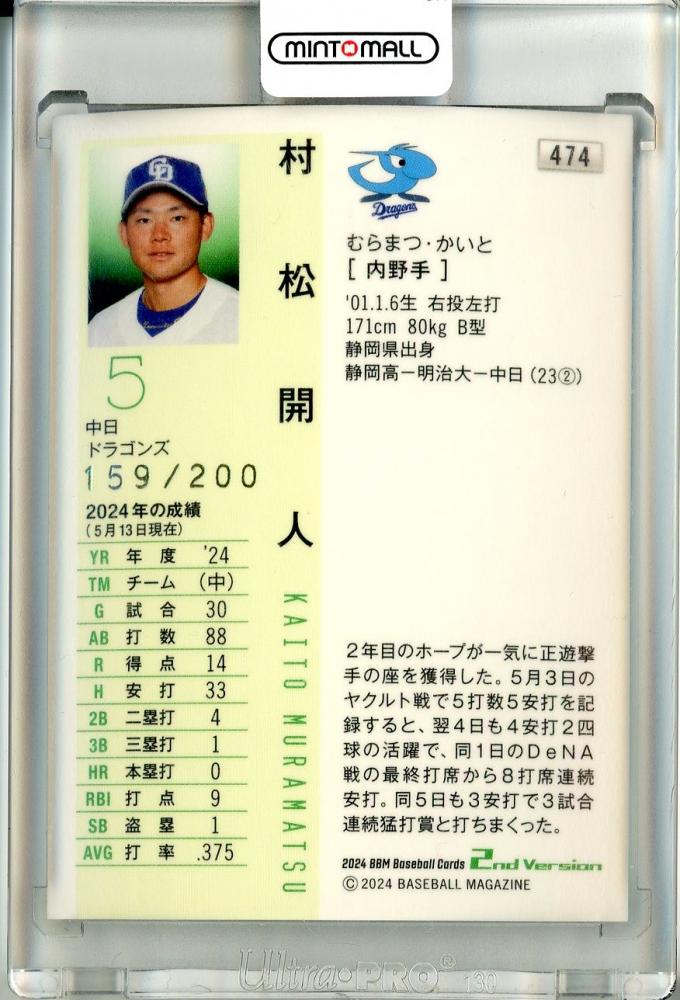 MINTOMALL
474
Dragons
村松開人
KAITO MURAMATSU
むらまつ・かいと
[ 内野手 ]
'01.1.6生 右投左打
171cm 80kg B型
静岡県出身
静岡高ー明治大ー中日(23②)
5
中日
ドラゴンズ
159/200
2024年の成績
(5月13日現在)
YR 年度 '24
TM チーム (中)
G 試合 30
AB 打数 88
R 得点 14
H 安打 33
2B 二塁打 4
3B 三塁打 1
HR 本塁打 0
RBI 打点 9
SB 盗塁 1
AVG 打率 .375
2年目のホープが一気に正遊撃
手の座を獲得した。5月3日の
ヤクルト戦で5打数5安打を記
録すると、翌4日も4安打2四
球の活躍で、同1日のDeNA
戦の最終打席から8打席連続
安打。同5日も3安打で3試合
連続猛打賞と打ちまくった。
2024 BBM Baseball Cards 2nd Version
©2024 BASEBALL MAGAZINE
Ultra·PRO® 130